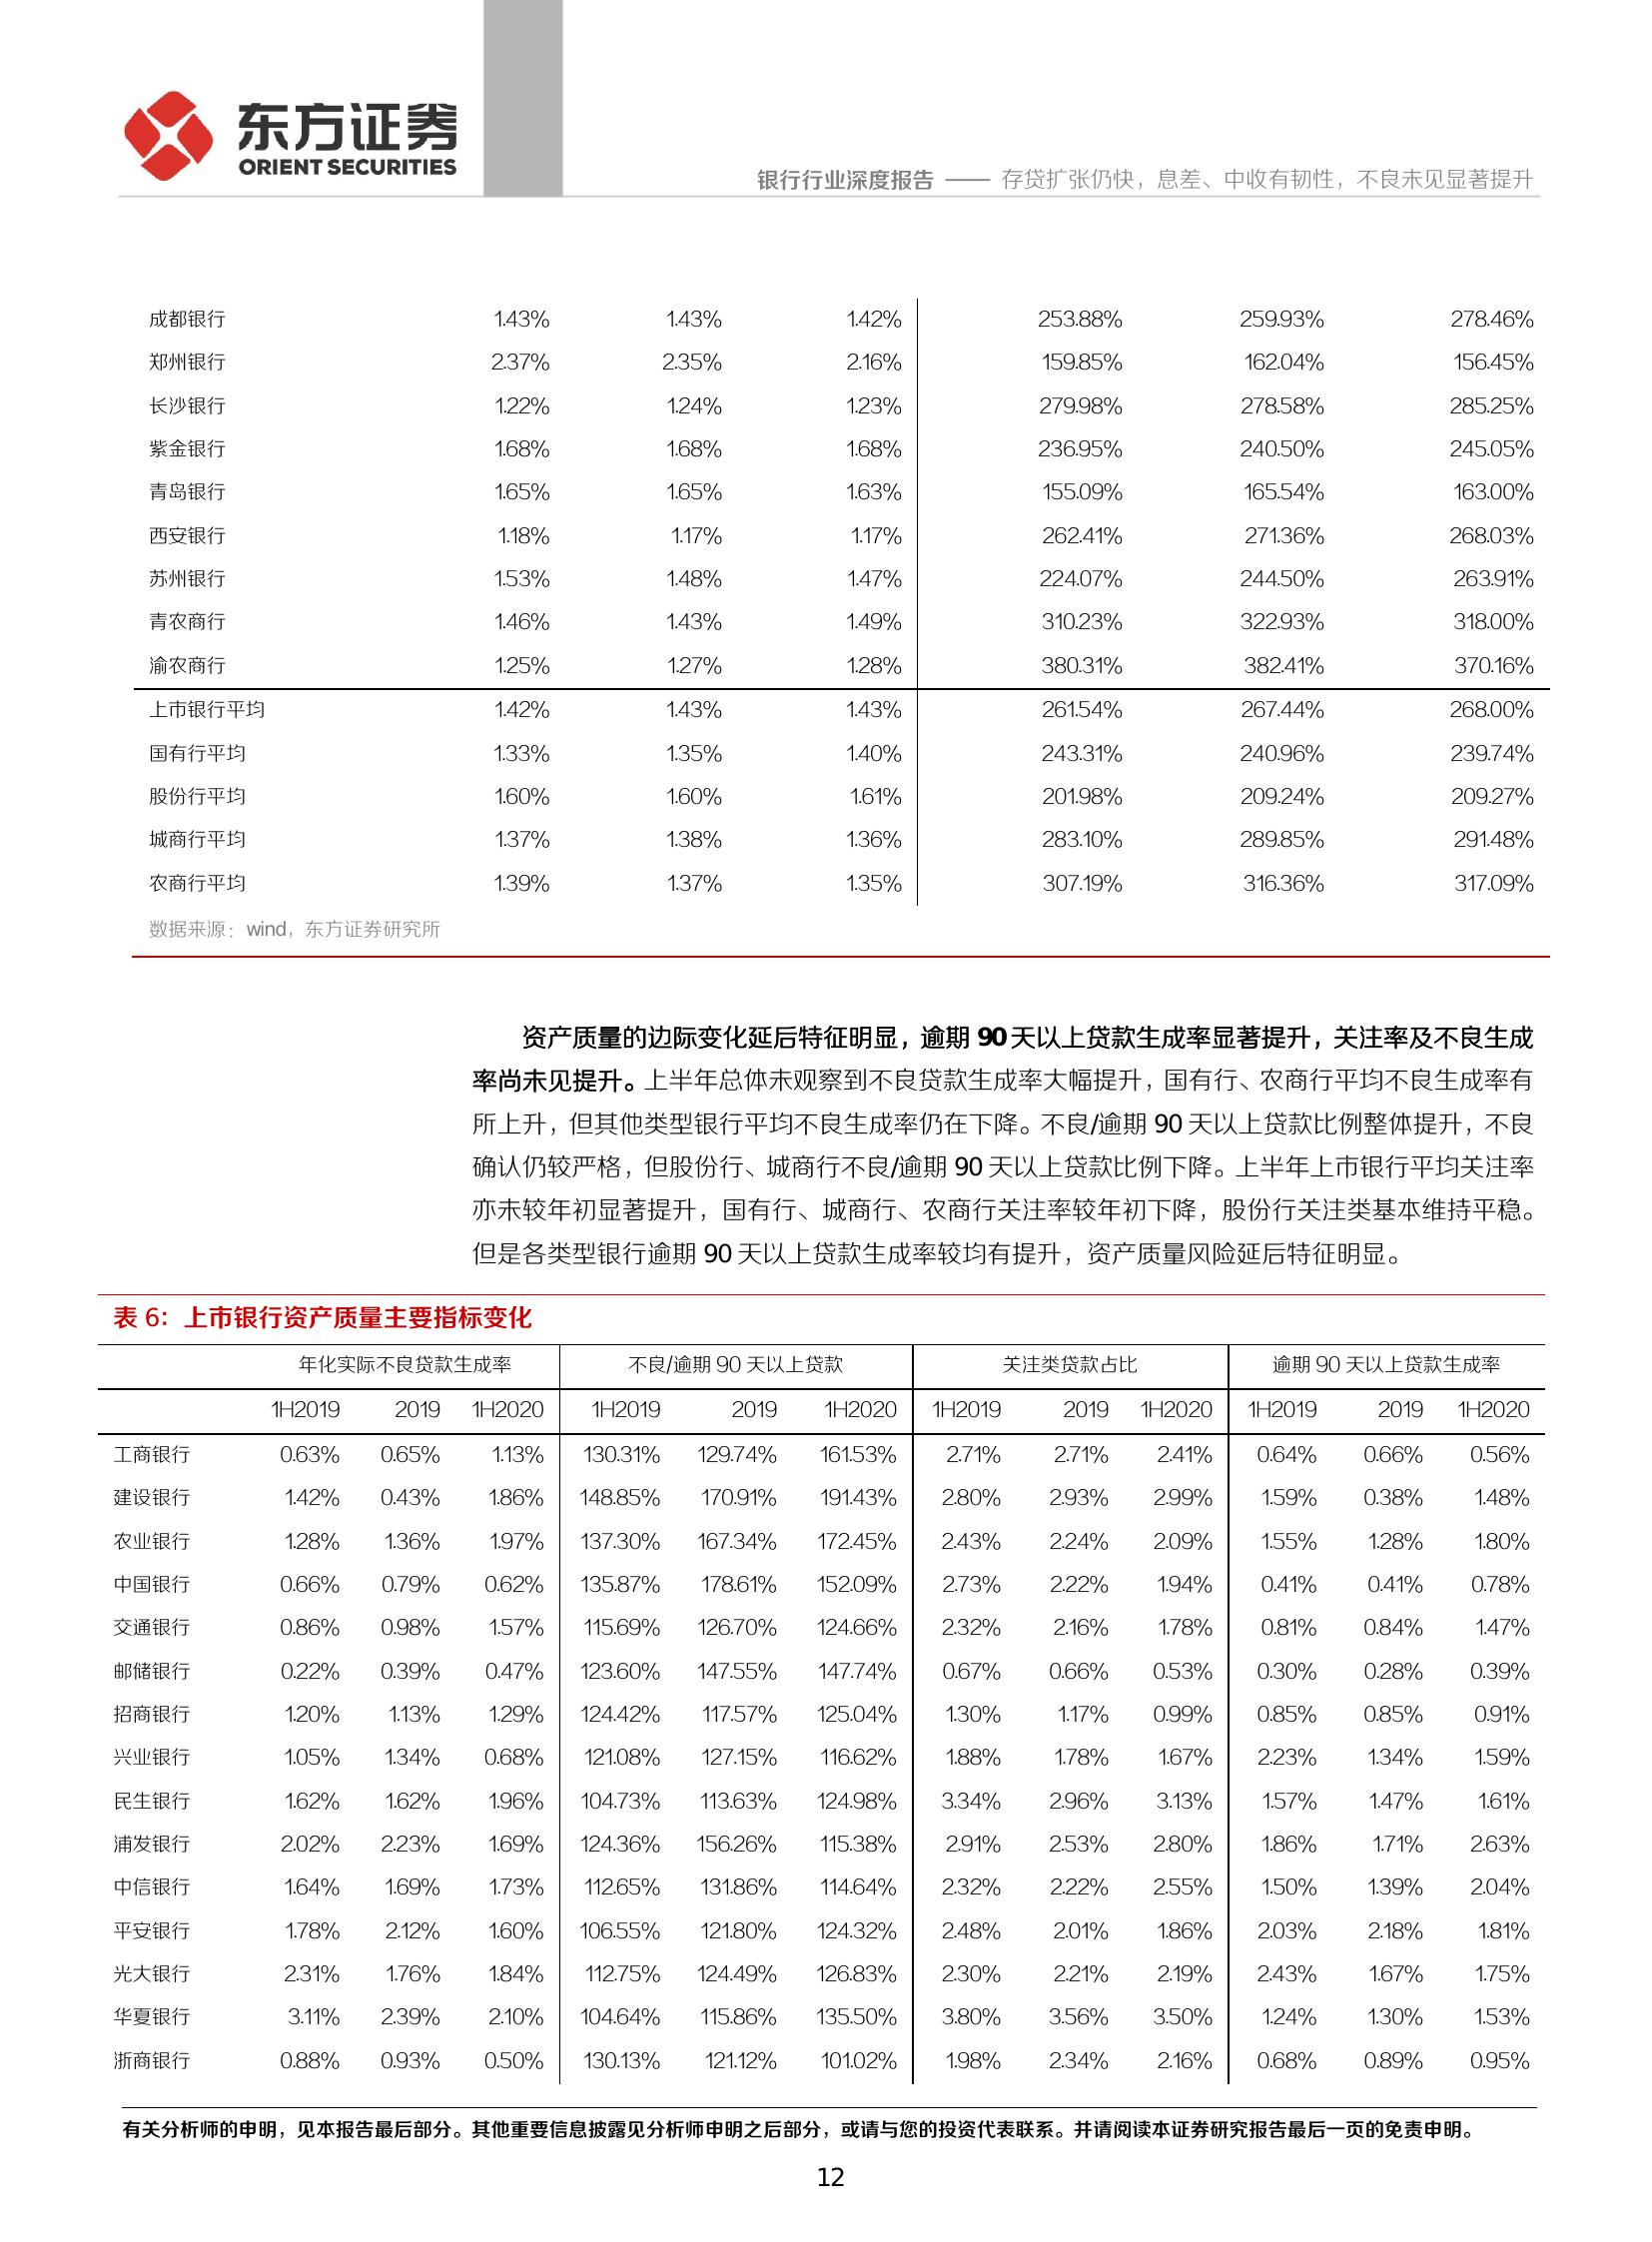 东方证券
ORIENT SECURITIES
银行行业深度报告 —— 存贷扩张仍快，息差、中收有韧性，不良未见显著提升
成都银行 1.43% 1.43% 1.42% 253.88% 259.93% 278.46%
郑州银行 2.37% 2.35% 2.16% 159.85% 162.04% 156.45%
长沙银行 1.22% 1.24% 1.23% 279.98% 278.58% 285.25%
紫金银行 1.68% 1.68% 1.68% 236.95% 240.50% 245.05%
青岛银行 1.65% 1.65% 1.63% 155.09% 165.54% 163.00%
西安银行 1.18% 1.17% 1.17% 262.41% 271.36% 268.03%
苏州银行 1.53% 1.48% 1.47% 224.07% 244.50% 263.91%
青农商行 1.46% 1.43% 1.49% 310.23% 322.93% 318.00%
渝农商行 1.25% 1.27% 1.28% 380.31% 382.41% 370.16%
上市银行平均 1.42% 1.43% 1.43% 261.54% 267.44% 268.00%
国有行平均 1.33% 1.35% 1.40% 243.31% 240.96% 239.74%
股份行平均 1.60% 1.60% 1.61% 201.98% 209.24% 209.27%
城商行平均 1.37% 1.38% 1.36% 283.10% 289.85% 291.48%
农商行平均 1.39% 1.37% 1.35% 307.19% 316.36% 317.09%
数据来源：wind，东方证券研究所
资产质量的边际变化延后特征明显，逾期 90 天以上贷款生成率显著提升，关注率及不良生成
率尚未见提升。上半年总体未观察到不良贷款生成率大幅提升，国有行、农商行平均不良生成率有
所上升，但其他类型银行平均不良生成率仍在下降。不良/逾期 90 天以上贷款比例整体提升，不良
确认仍较严格，但股份行、城商行不良/逾期 90 天以上贷款比例下降。上半年上市银行平均关注率
亦未较年初显著提升，国有行、城商行、农商行关注率较年初下降，股份行关注类基本维持平稳。
但是各类型银行逾期 90 天以上贷款生成率较均有提升，资产质量风险延后特征明显。
表 6：上市银行资产质量主要指标变化
年化实际不良贷款生成率 不良/逾期 90 天以上贷款 关注类贷款占比 逾期 90 天以上贷款生成率
1H2019 2019 1H2020 1H2019 2019 1H2020 1H2019 2019 1H2020 1H2019 2019 1H2020
工商银行 0.63% 0.65% 1.13% 130.31% 129.74% 161.53% 2.71% 2.71% 2.41% 0.64% 0.66% 0.56%
建设银行 1.42% 0.43% 1.86% 148.85% 170.91% 191.43% 2.80% 2.93% 2.99% 1.59% 0.38% 1.48%
农业银行 1.28% 1.36% 1.97% 137.30% 167.34% 172.45% 2.43% 2.24% 2.09% 1.55% 1.28% 1.80%
中国银行 0.66% 0.79% 0.62% 135.87% 178.61% 152.09% 2.73% 2.22% 1.94% 0.41% 0.41% 0.78%
交通银行 0.86% 0.98% 1.57% 115.69% 126.70% 124.66% 2.32% 2.16% 1.78% 0.81% 0.84% 1.47%
邮储银行 0.22% 0.39% 0.47% 123.60% 147.55% 147.74% 0.67% 0.66% 0.53% 0.30% 0.28% 0.39%
招商银行 1.20% 1.13% 1.29% 124.42% 117.57% 125.04% 1.30% 1.17% 0.99% 0.85% 0.85% 0.91%
兴业银行 1.05% 1.34% 0.68% 121.08% 127.15% 116.62% 1.88% 1.78% 1.67% 2.23% 1.34% 1.59%
民生银行 1.62% 1.62% 1.96% 104.73% 113.63% 124.98% 3.34% 2.96% 3.13% 1.57% 1.47% 1.61%
浦发银行 2.02% 2.23% 1.69% 124.36% 156.26% 115.38% 2.91% 2.53% 2.80% 1.86% 1.71% 2.63%
中信银行 1.64% 1.69% 1.73% 112.65% 131.86% 114.64% 2.32% 2.22% 2.55% 1.50% 1.39% 2.04%
平安银行 1.78% 2.12% 1.60% 106.55% 121.80% 124.32% 2.48% 2.01% 1.86% 2.03% 2.18% 1.81%
光大银行 2.31% 1.76% 1.84% 112.75% 124.49% 126.83% 2.30% 2.21% 2.19% 2.43% 1.67% 1.75%
华夏银行 3.11% 2.39% 2.10% 104.64% 115.86% 135.50% 3.80% 3.56% 3.50% 1.24% 1.30% 1.53%
浙商银行 0.88% 0.93% 0.50% 130.13% 121.12% 101.02% 1.98% 2.34% 2.16% 0.68% 0.89% 0.95%
有关分析师的申明，见本报告最后部分。其他重要信息披露见分析师申明之后部分，或请与您的投资代表联系。并请阅读本证券研究报告最后一页的免责申明。
12